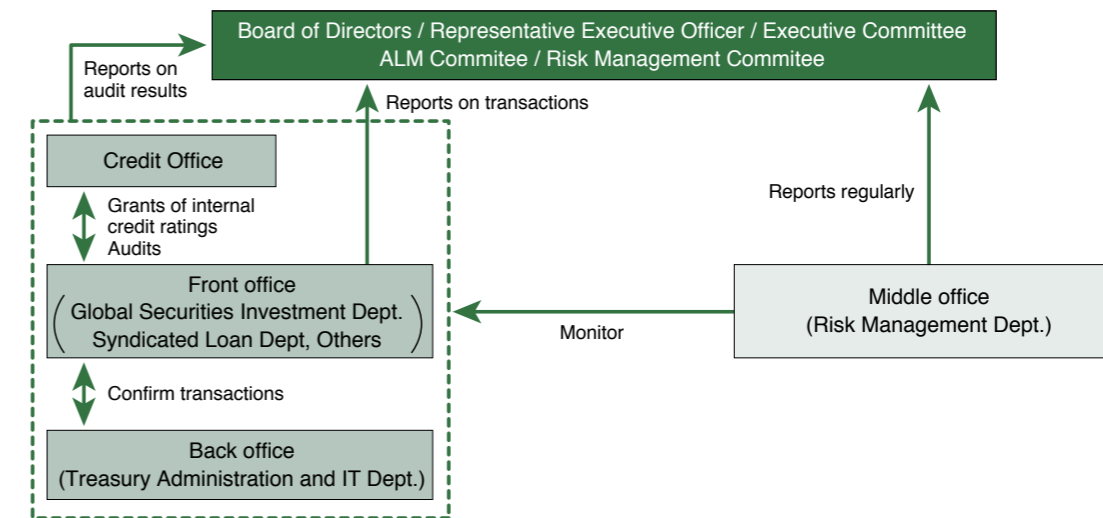 Board of Directors / Representative Executive Officer / Executive Committee
ALM Commitee / Risk Management Commitee
Reports on
audit results
Reports on transactions
Credit Office
Reports regularly
Grants of internal
credit ratings
Audits
Front office
Global Securities Investment Dept.
Syndicated Loan Dept, Others
Monitor
Middle office
(Risk Management Dept.)
Confirm transactions
Back office
(Treasury Administration and IT Dept.)